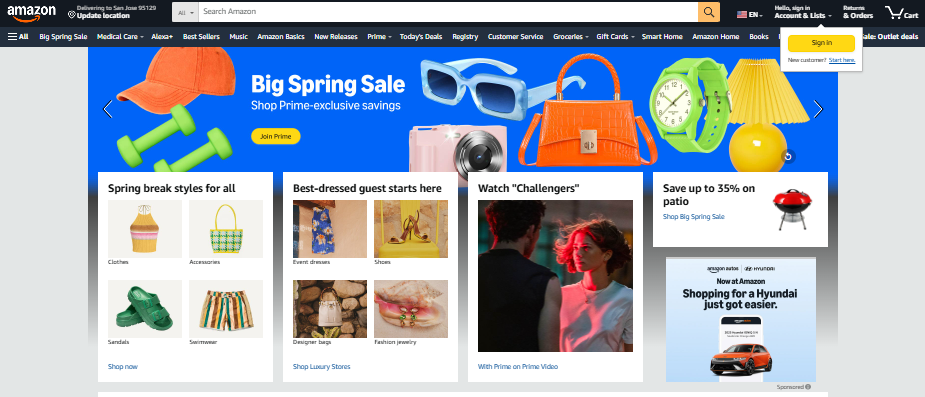 amazon
Delivering to San Jose 95129
Update location
All
Search Amazon
EN
Hello, sign in
Account & Lists
Returns
& Orders
Cart
All
Big Spring Sale
Medical Care
Alexa+
Best Sellers
Music
Amazon Basics
New Releases
Prime
Today's Deals
Registry
Customer Service
Groceries
Gift Cards
Smart Home
Amazon Home
Books
Sale: Outlet deals
Sign in
New customer? Start here.
Big Spring Sale
Shop Prime-exclusive savings
Join Prime
Spring break styles for all
Clothes
Accessories
Sandals
Swimwear
Shop now
Best-dressed guest starts here
Event dresses
Shoes
Designer bags
Fashion jewelry
Shop Luxury Stores
Watch "Challengers"
With Prime on Prime Video
Save up to 35% on
patio
Shop Big Spring Sale
amazon autos
HYUNDAI
Now at Amazon
Shopping for a Hyundai
just got easier.
Sponsored